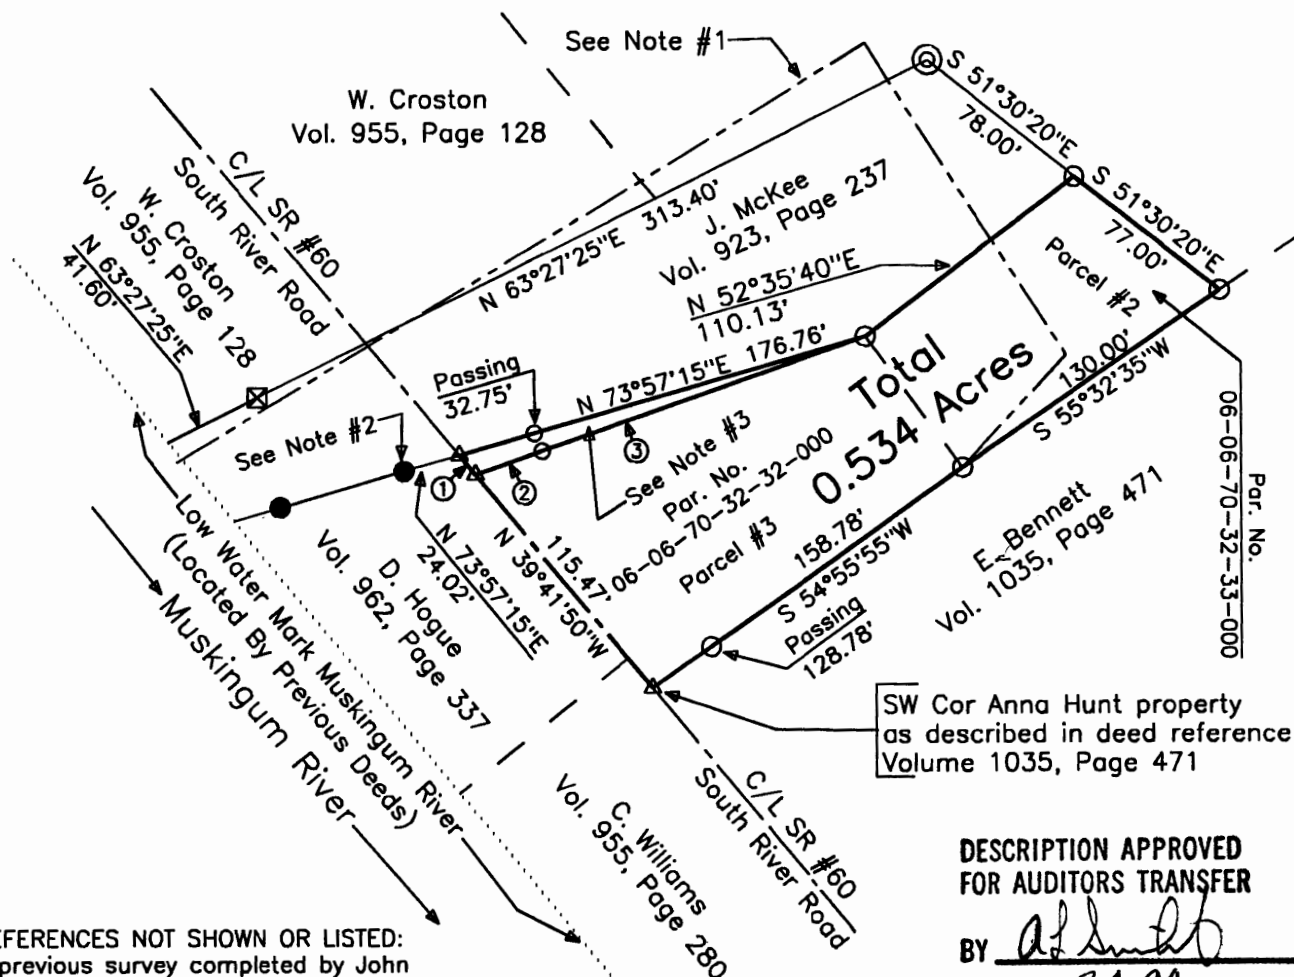 See Note #1
W. Croston
Vol. 955, Page 128
S 51°30'20"E
78.00'
S 51°30'20"E
77.00'
C/L SR #60
South River Road
W. Croston
Vol. 955, Page 128
N 63°27'25"E
41.60'
N 63°27'25"E 313.40'
J. McKee
Vol. 923, Page 237
N 52°35'40"E
110.13'
Parcel #2
Passing
32.75'
N 73°57'15"E 176.76'
Total
0.534 Acres
130.00'
S 55°32'35"W
Par. No.
06-06-70-32-33-000
See Note #2
1
2
3
See Note #3
Par. No.
06-06-70-32-32-000
Parcel #3
158.78'
S 54°55'55"W
Passing
128.78'
E. Bennett
Vol. 1035, Page 471
N 73°57'15"E
24.02'
115.47'
N 39°41'50"W
D. Hogue
Vol. 962, Page 337
Low Water Mark Muskingum River
(Located By Previous Deeds)
Muskingum River
SW Cor Anna Hunt property
as described in deed reference
Volume 1035, Page 471
C/L SR #60
South River Road
C. Williams
Vol. 955, Page 280
DESCRIPTION APPROVED
FOR AUDITORS TRANSFER
BY
EFERENCES NOT SHOWN OR LISTED:
previous survey completed by John